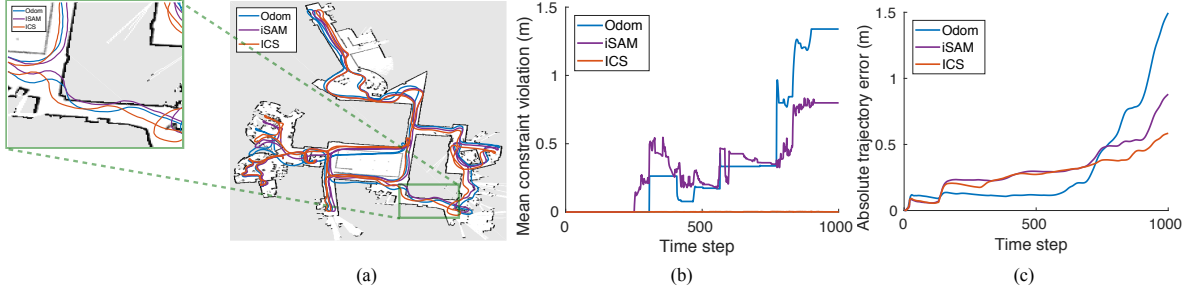 Odom
iSAM
ICS
Odom
iSAM
ICS
(a)
Mean constraint violation (m)
1.5
1
0.5
0
Odom
iSAM
ICS
0
500
1000
Time step
(b)
Absolute trajectory error (m)
1.5
1
0.5
0
Odom
iSAM
ICS
0
500
1000
Time step
(c)